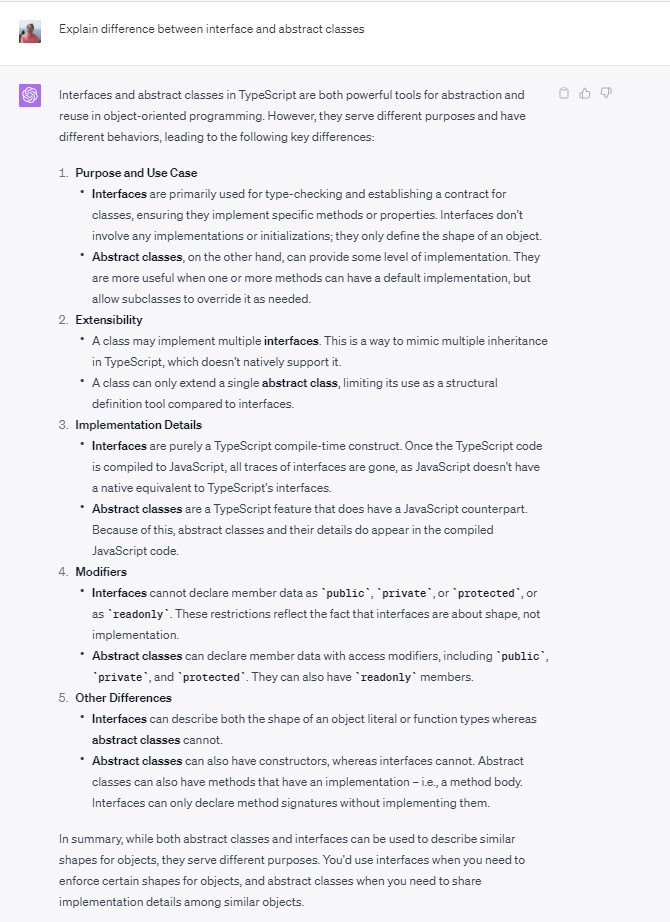 Explain difference between interface and abstract classes
Interfaces and abstract classes in TypeScript are both powerful tools for abstraction and
reuse in object-oriented programming. However, they serve different purposes and have
different behaviors, leading to the following key differences:
1. Purpose and Use Case
• Interfaces are primarily used for type-checking and establishing a contract for
classes, ensuring they implement specific methods or properties. Interfaces don't
involve any implementations or initializations; they only define the shape of an object.
• Abstract classes, on the other hand, can provide some level of implementation. They
are more useful when one or more methods can have a default implementation, but
allow subclasses to override it as needed.
2. Extensibility
• A class may implement multiple interfaces. This is a way to mimic multiple inheritance
in TypeScript, which doesn't natively support it.
• A class can only extend a single abstract class, limiting its use as a structural
definition tool compared to interfaces.
3. Implementation Details
• Interfaces are purely a TypeScript compile-time construct. Once the TypeScript code
is compiled to JavaScript, all traces of interfaces are gone, as JavaScript doesn't have
a native equivalent to TypeScript's interfaces.
• Abstract classes are a TypeScript feature that does have a JavaScript counterpart.
Because of this, abstract classes and their details do appear in the compiled
JavaScript code.
4. Modifiers
• Interfaces cannot declare member data as `public`, `private`, or `protected`, or
as `readonly`. These restrictions reflect the fact that interfaces are about shape, not
implementation.
• Abstract classes can declare member data with access modifiers, including `public`,
`private`, and `protected`. They can also have `readonly` members.
5. Other Differences
• Interfaces can describe both the shape of an object literal or function types whereas
abstract classes cannot.
• Abstract classes can also have constructors, whereas interfaces cannot. Abstract
classes can also have methods that have an implementation – i.e., a method body.
Interfaces can only declare method signatures without implementing them.
In summary, while both abstract classes and interfaces can be used to describe similar
shapes for objects, they serve different purposes. You'd use interfaces when you need to
enforce certain shapes for objects, and abstract classes when you need to share
implementation details among similar objects.